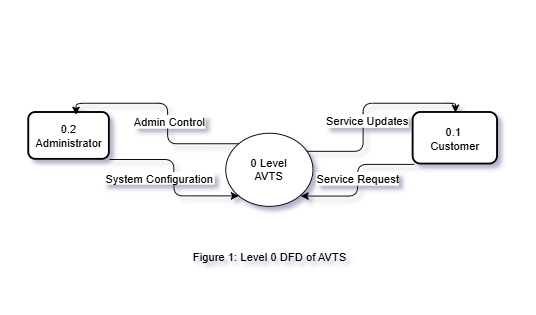 Admin Control
Service Updates
0.2
Administrator
0.1
Customer
0 Level
AVTS
System Configuration
Service Request
Figure 1: Level 0 DFD of AVTS